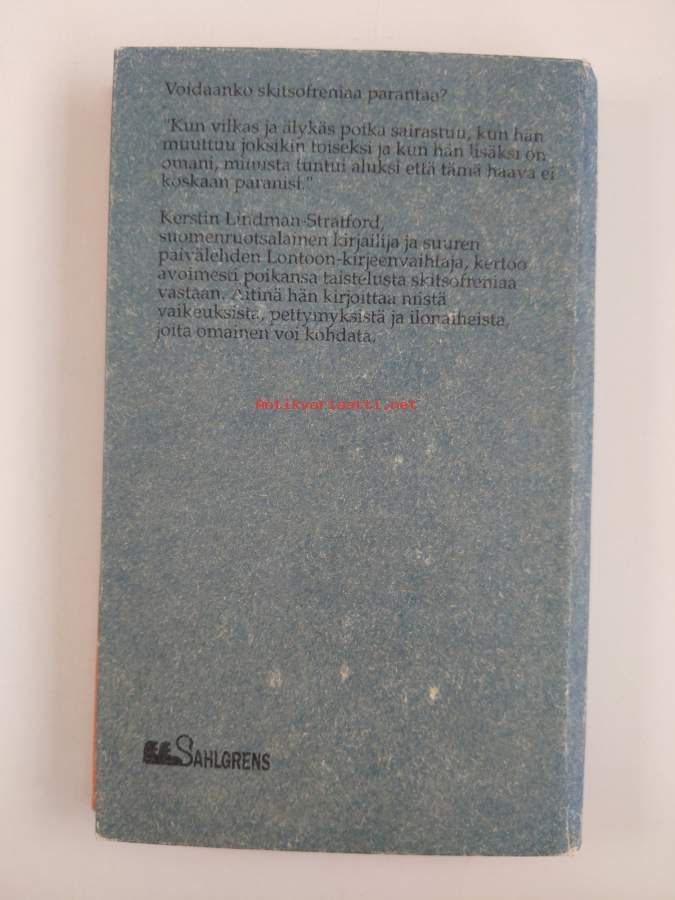 Voidaanko skitsofreniaa parantaa?
"Kun vilkas ja älykäs poika sairastuu, kun hän
muuttuu joksikin toiseksi ja kun hän lisäksi on
omani, minusta tuntui aluksi että tämä haava ei
koskaan paranisi."
Kerstin Lindman-Stratford,
suomenruotsalainen kirjailija ja suuren
päivälehden Lontoon-kirjeenvaihtaja, kertoo
avoimesti poikansa taistelusta skitsofreniaa
vastaan. Äitinä hän kirjoittaa niistä
vaikeuksista, pettymyksistä ja ilonaiheista,
joita omainen voi kohdata.
Antikvariaatti.net
SAHLGRENS